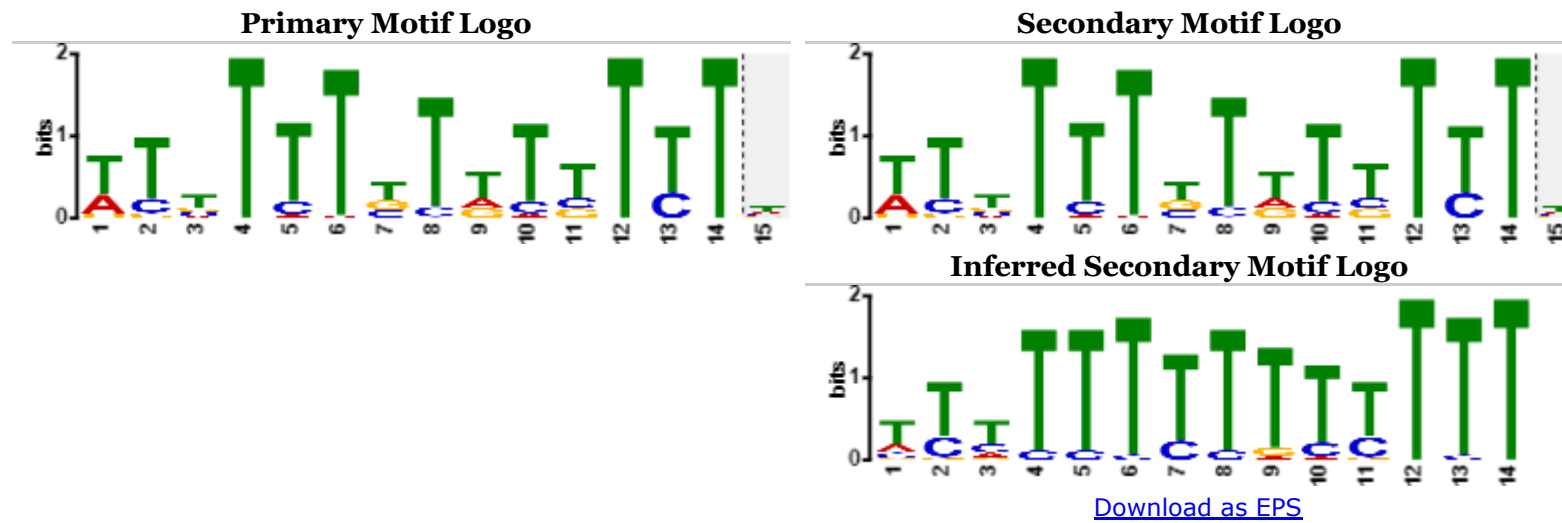 Primary Motif Logo
Secondary Motif Logo
2
1
0
bits
T A
T C
T
T
T C
T
T G C
T C
T A G
T C A
T C G
T
T C
T
1 2 3 4 5 6 7 8 9 10 11 12 13 14 15
2
1
0
bits
T A
T C
T
T
T C
T
T G C
T C
T A G
T C A
T C G
T
T C
T
1 2 3 4 5 6 7 8 9 10 11 12 13 14 15
Inferred Secondary Motif Logo
2
1
0
bits
T A
T C
T C A
T C
T C
T
T C
T C
T G
T C
T C
T
T
T
1 2 3 4 5 6 7 8 9 10 11 12 13 14
Download as EPS